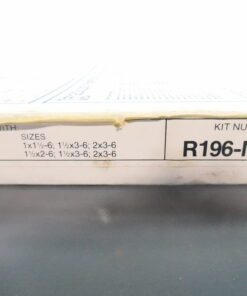 WITH
KIT NU
SIZES
1x1½-6; 1½x3-6; 2x3-6
1½x2-6; 1½x3-6; 2x3-6
R196-